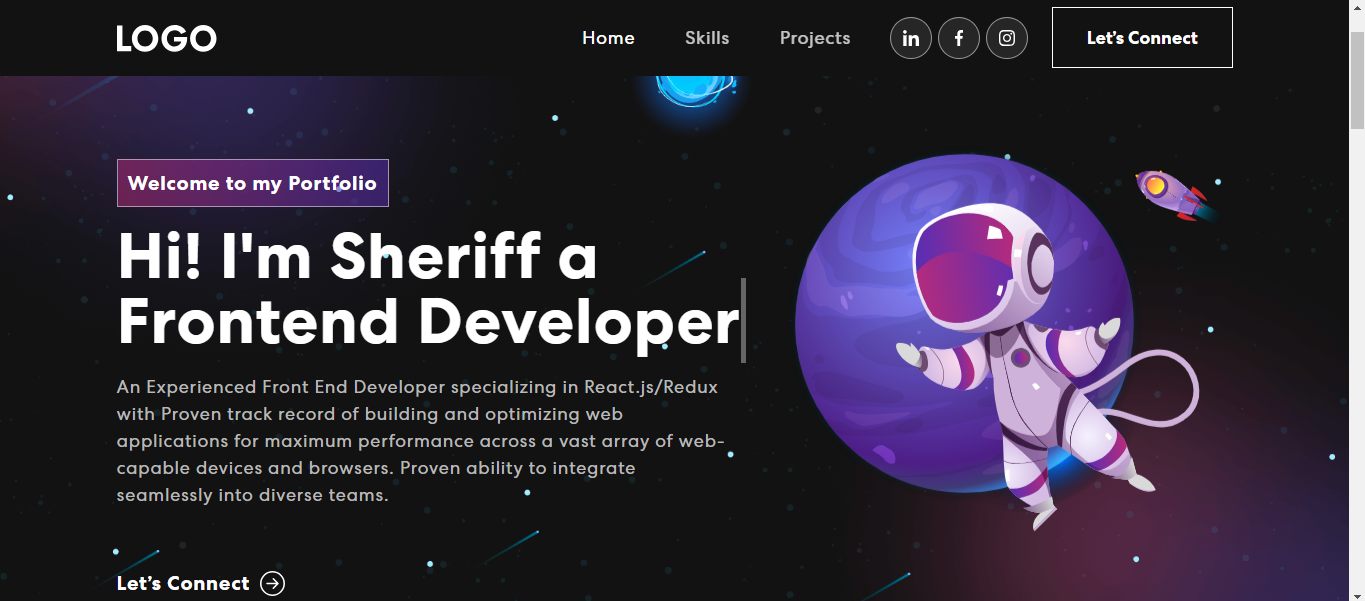 LOGO
Home
Skills
Projects
in
f
Let's Connect
Welcome to my Portfolio
Hi! I'm Sheriff a
Frontend Developer
An Experienced Front End Developer specializing in React.js/Redux
with Proven track record of building and optimizing web
applications for maximum performance across a vast array of web-
capable devices and browsers. Proven ability to integrate
seamlessly into diverse teams.
Let's Connect